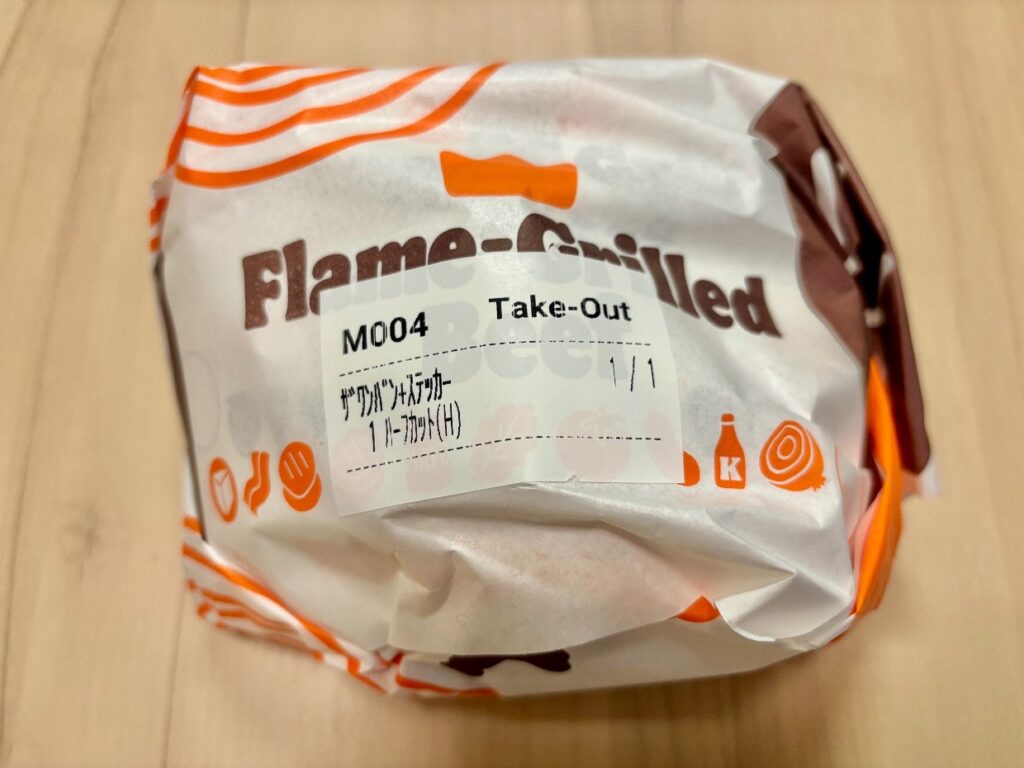 Flame-Grilled
Beef
M004 Take-Out
ｻﾞﾜﾝﾊﾟﾝ+ｽﾃｯｶｰ 1 / 1
1 ﾊｰﾌｶｯﾄ(H)
K